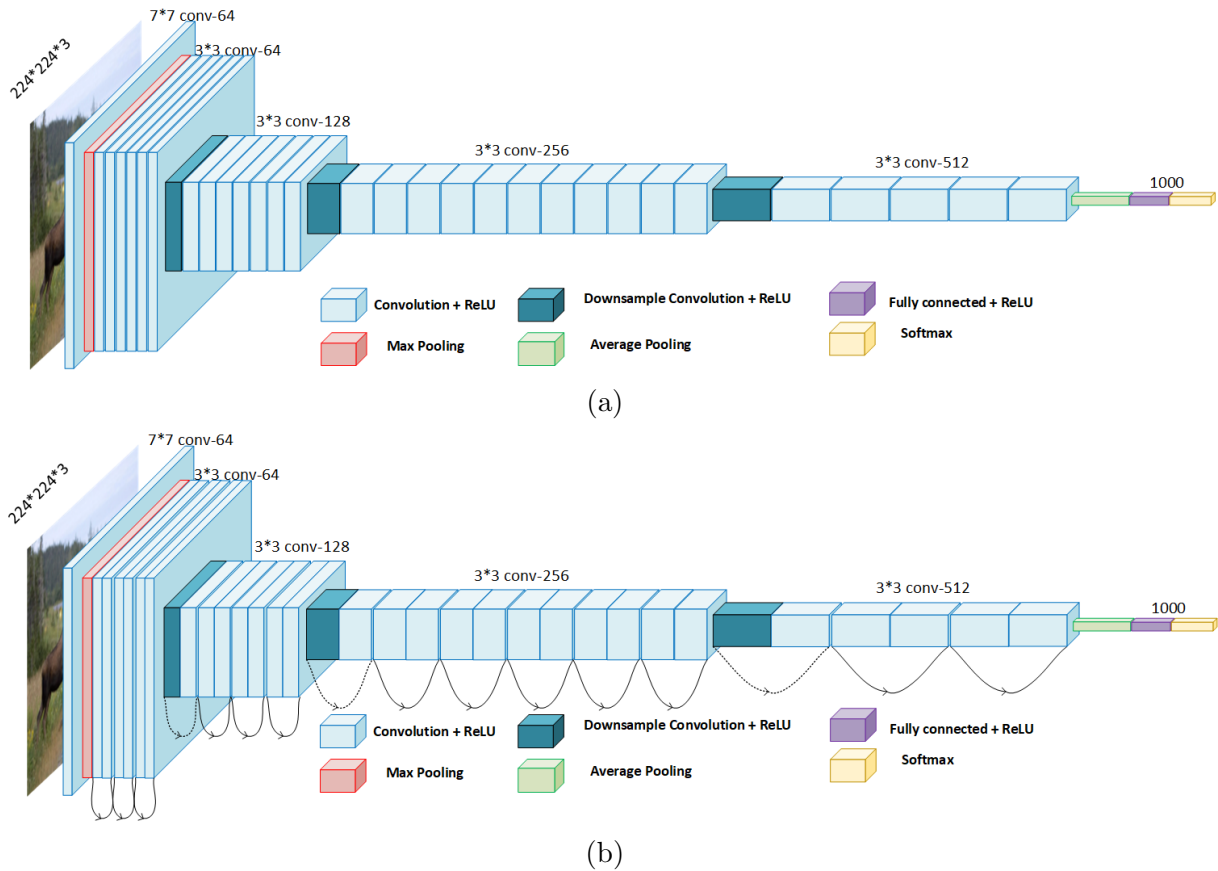 7*7 conv-64
224*224*3
3*3 conv-64
3*3 conv-128
3*3 conv-256
3*3 conv-512
1000
Convolution + ReLU
Downsample Convolution + ReLU
Fully connected + ReLU
Max Pooling
Average Pooling
Softmax
(a)
7*7 conv-64
224*224*3
3*3 conv-64
3*3 conv-128
3*3 conv-256
3*3 conv-512
1000
Convolution + ReLU
Downsample Convolution + ReLU
Fully connected + ReLU
Max Pooling
Average Pooling
Softmax
(b)